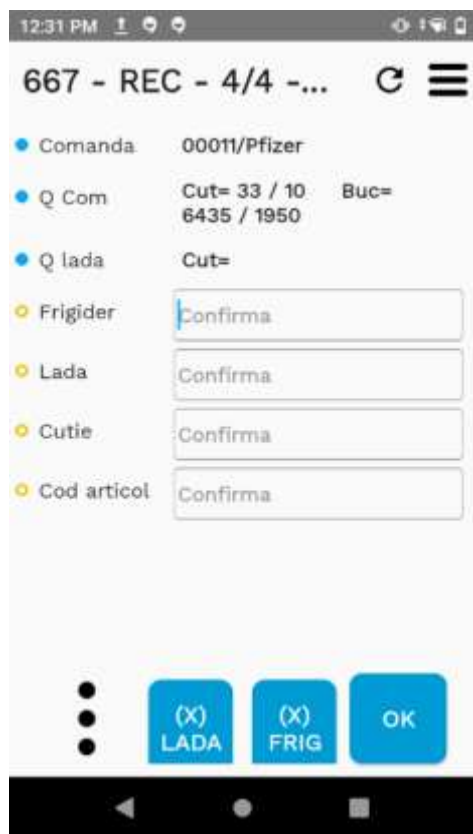 12:31 PM
667 - REC - 4/4 -...
Comanda 00011/Pfizer
Q Com Cut= 33 / 10 Buc=
6435 / 1950
Q lada Cut=
Frigider Confirma
Lada Confirma
Cutie Confirma
Cod articol Confirma
(X) (X) OK
LADA FRIG